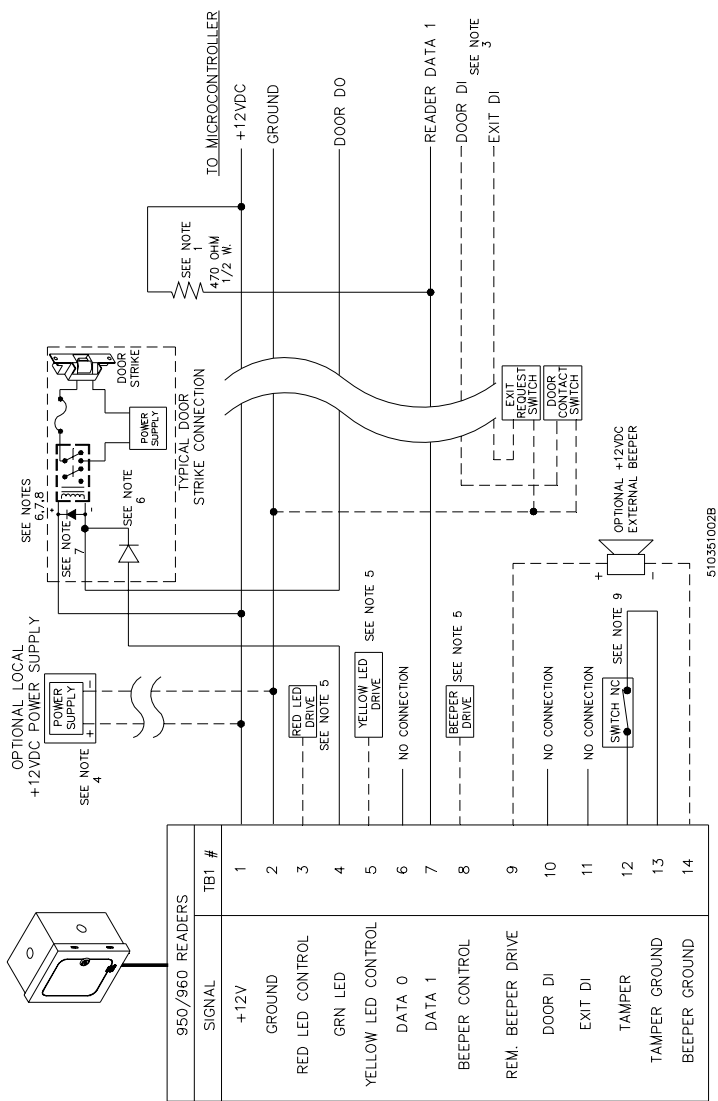 950/960 READERS
SIGNAL TB1 #
+12V 1
GROUND 2
RED LED CONTROL 3
GRN LED 4
YELLOW LED CONTROL 5
DATA 0 6
DATA 1 7
BEEPER CONTROL 8
REM. BEEPER DRIVE 9
DOOR DI 10
EXIT DI 11
TAMPER 12
TAMPER GROUND 13
BEEPER GROUND 14
OPTIONAL LOCAL
+12VDC POWER SUPPLY
POWER
SUPPLY
+ -
SEE NOTE
4
RED LED
DRIVE
SEE NOTE 5
YELLOW LED
DRIVE
SEE NOTE 5
NO CONNECTION
BEEPER
DRIVE
SEE NOTE 5
NO CONNECTION
NO CONNECTION
SWITCH NC
SEE NOTE 9
+
-
OPTIONAL +12VDC
EXTERNAL BEEPER
SEE NOTES
6,7,8
+
-
SEE NOTE
7
SEE NOTE
6
POWER
SUPPLY
DOOR
STRIKE
TYPICAL DOOR
STRIKE CONNECTION
EXIT
REQUEST
SWITCH
DOOR
CONTACT
SWITCH
SEE NOTE
1
470 OHM
1/2 W.
TO MICROCONTROLLER
+12VDC
GROUND
DOOR DO
READER DATA 1
DOOR DI
SEE NOTE
3
EXIT DI
510351002B